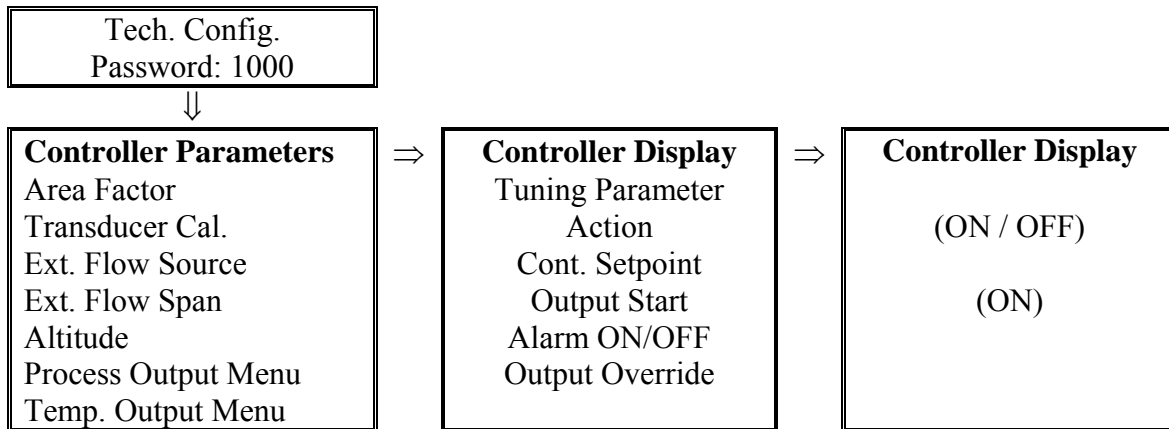 Tech. Config.
Password: 1000
⇓
Controller Parameters
Area Factor
Transducer Cal.
Ext. Flow Source
Ext. Flow Span
Altitude
Process Output Menu
Temp. Output Menu
⇒
Controller Display
Tuning Parameter
Action
Cont. Setpoint
Output Start
Alarm ON/OFF
Output Override
⇒
Controller Display
(ON / OFF)
(ON)